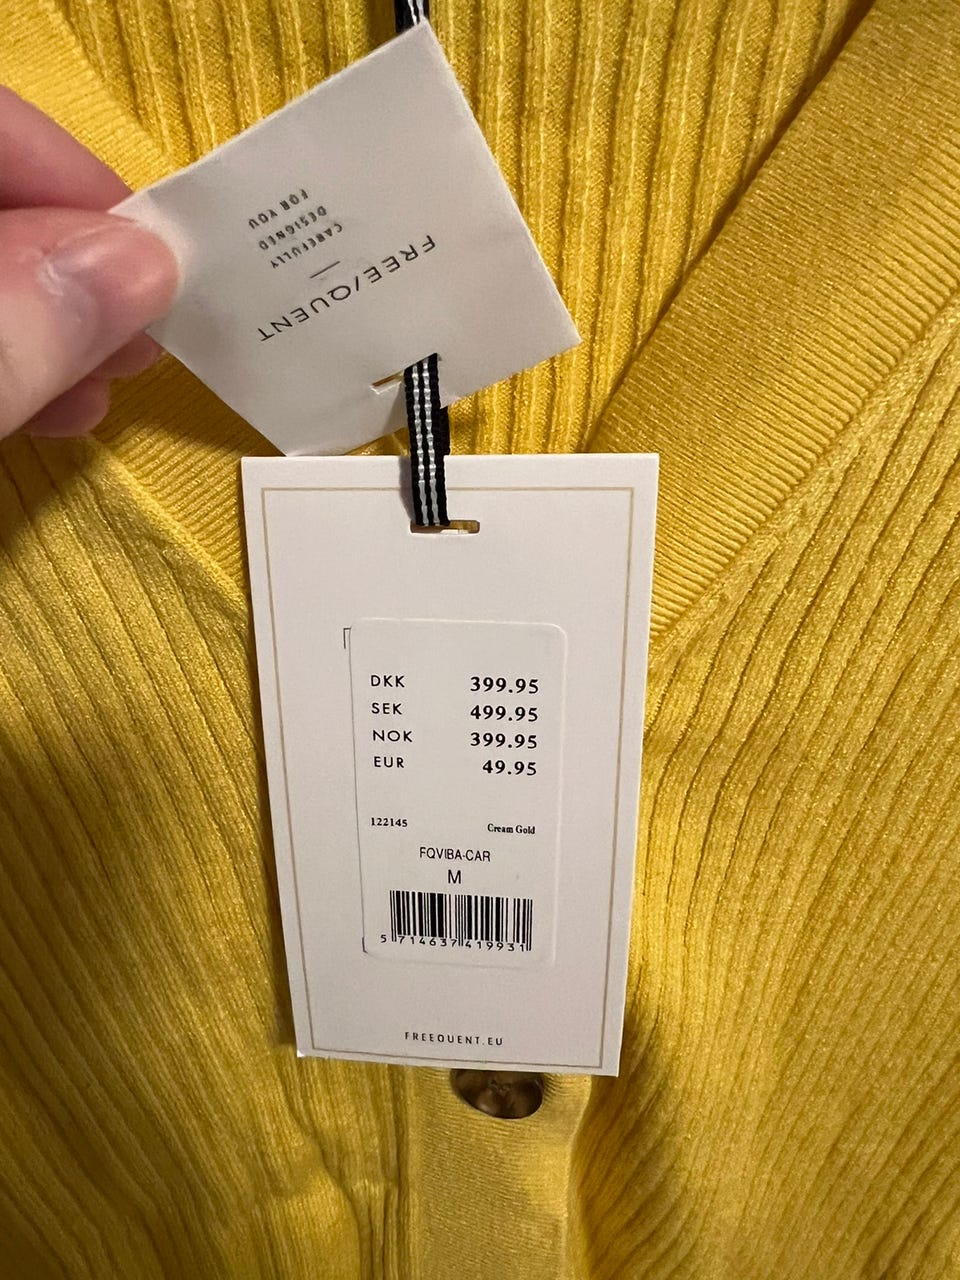 FREE/QUENT
CAREFULLY
DESIGNED
FOR YOU
DKK 399.95
SEK 499.95
NOK 399.95
EUR 49.95
122145 Cream Gold
FQVIBA-CAR
M
5 714637 419931
FREEQUENT.EU